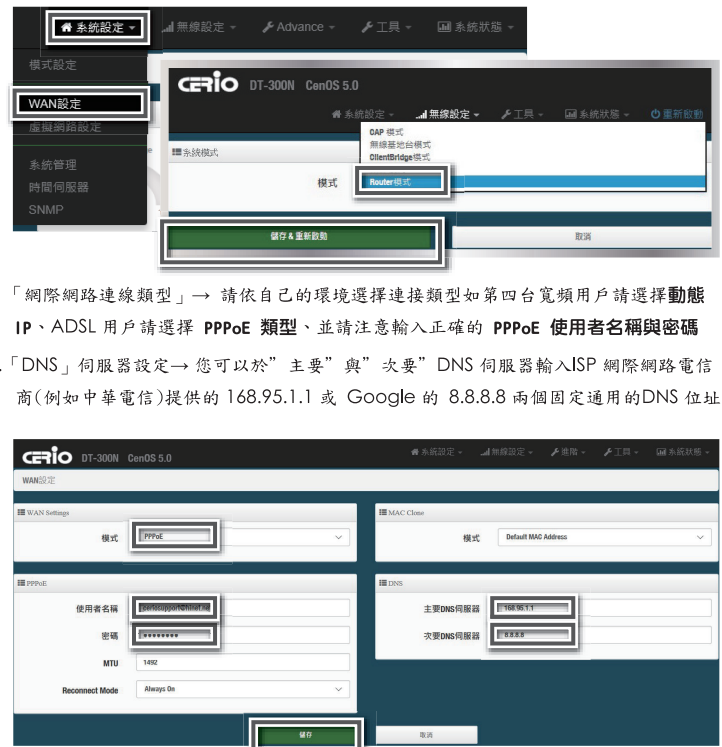 系統設定
無線設定
Advance
工具
系統狀態
模式設定
WAN設定
虛擬網路設定
系統管理
時間伺服器
SNMP
CERIO DT-300N CenOS 5.0
系統設定 無線設定 工具 系統狀態 重新啟動
系統模式
CAP 模式
無線基地台模式
ClientBridge模式
模式 Router模式
儲存 & 重新啟動 取消
「網際網路連線類型」→ 請依自己的環境選擇連接類型如第四台寬頻用戶請選擇動態
IP、ADSL 用戶請選擇 PPPoE 類型、並請注意輸入正確的 PPPoE 使用者名稱與密碼
.「DNS」伺服器設定→ 您可以於”主要”與”次要”DNS 伺服器輸入ISP 網際網路電信
商(例如中華電信)提供的 168.95.1.1 或 Google 的 8.8.8.8 兩個固定通用的DNS 位址
CERIO DT-300N CenOS 5.0 系統設定 無線設定 進階 工具 系統狀態
WAN設定
WAN Settings
模式 PPPoE
MAC Clone
模式 Default MAC Address
PPPoE
使用者名稱
密碼 ••••••••
MTU 1492
Reconnect Mode Always On
DNS
主要DNS伺服器 168.95.1.1
次要DNS伺服器 8.8.8.8
儲存 取消